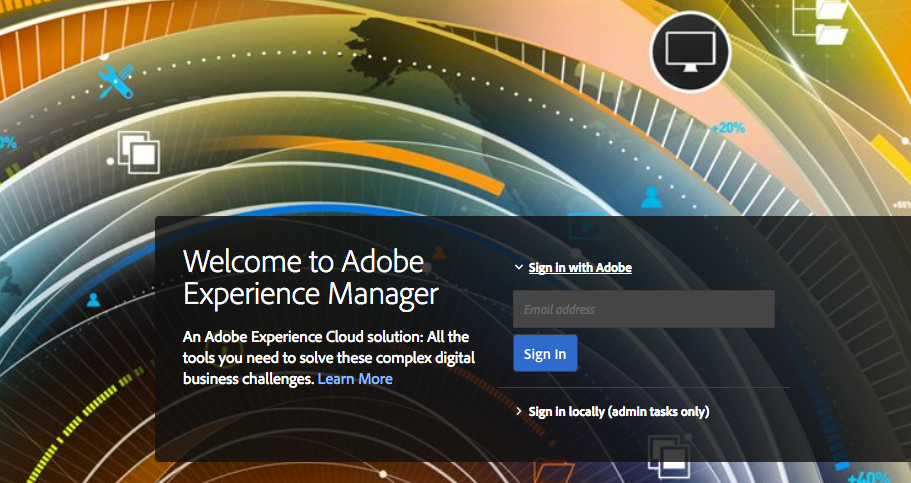 +20%
0%
+55%
Welcome to Adobe
Experience Manager
An Adobe Experience Cloud solution: All the
tools you need to solve these complex digital
business challenges. Learn More
Sign in with Adobe
Email address
Sign In
Sign in locally (admin tasks only)
+40%